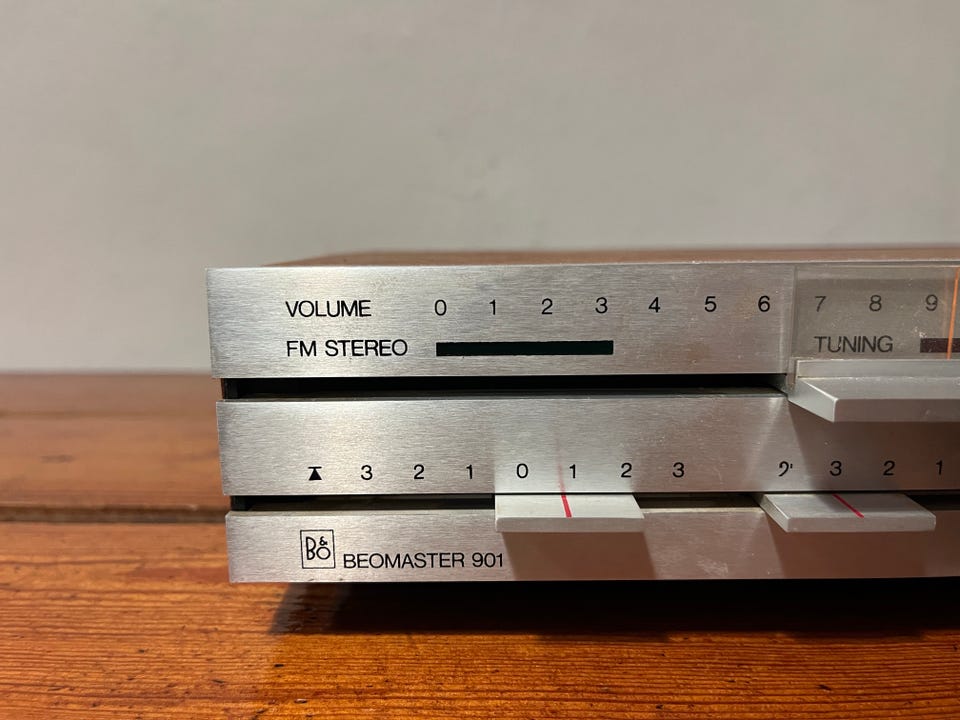 VOLUME 0 1 2 3 4 5 6 7 8 9
FM STEREO TUNING
3 2 1 0 1 2 3 3 2 1
B&O BEOMASTER 901